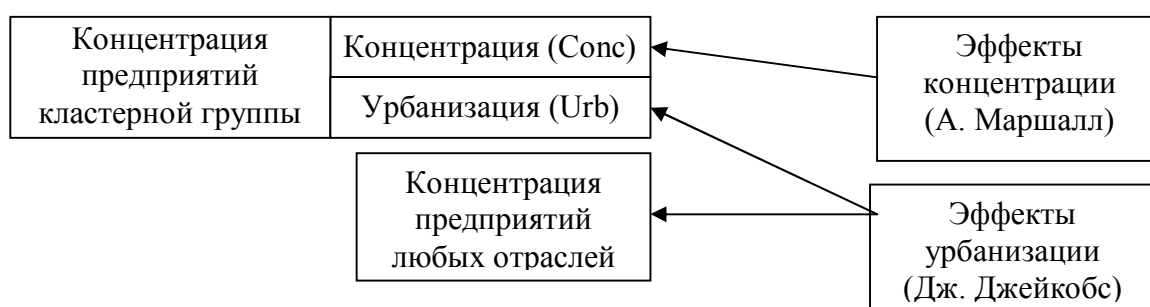 Концентрация
предприятий
кластерной группы
Концентрация (Conc)
Урбанизация (Urb)
Эффекты
концентрации
(А. Маршалл)
Концентрация
предприятий
любых отраслей
Эффекты
урбанизации
(Дж. Джейкобс)